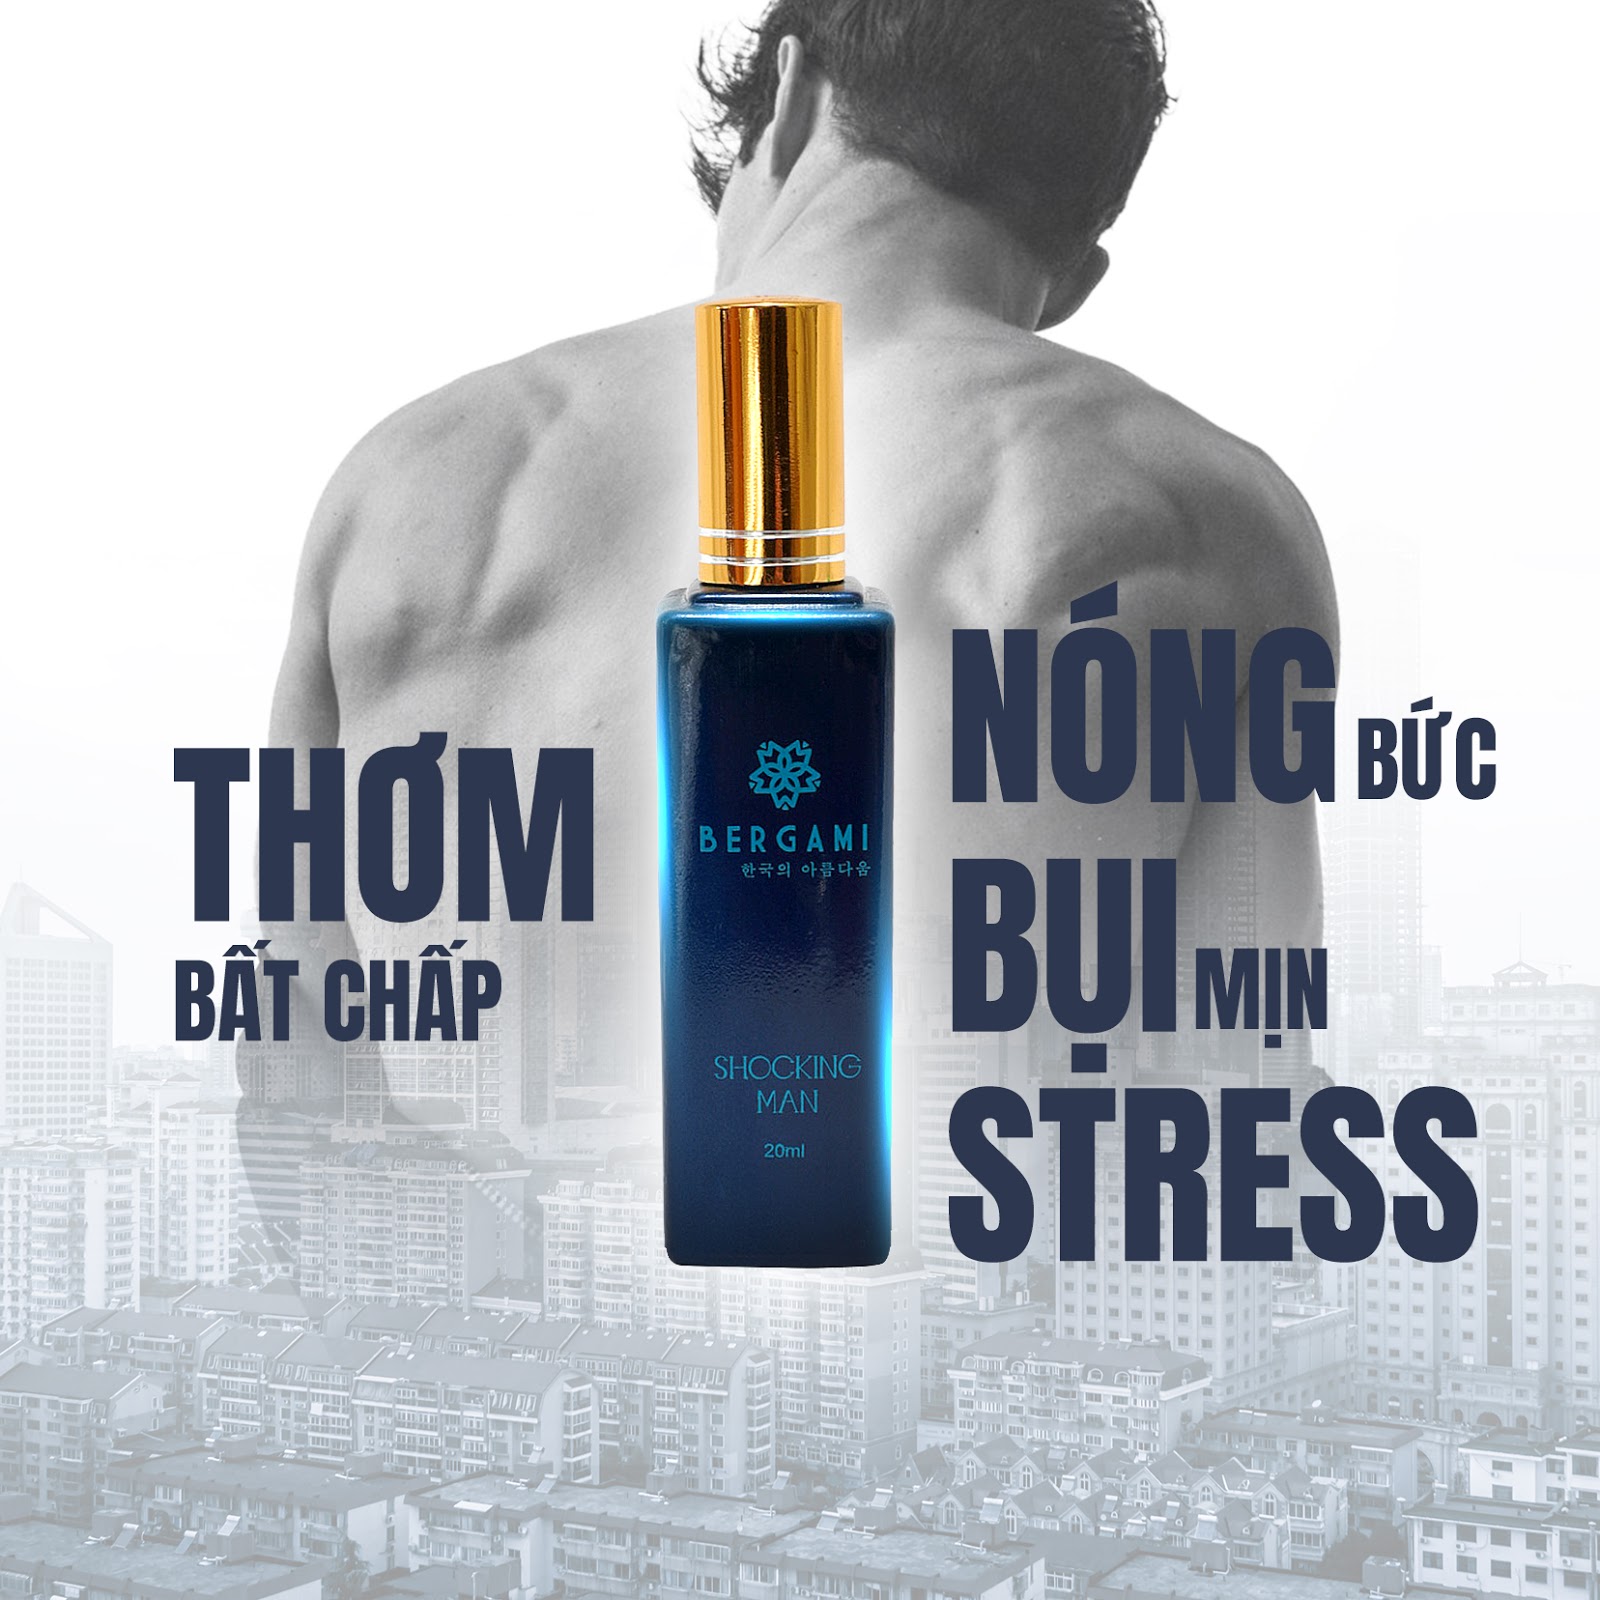 THƠM
BẤT CHẤP
NÓNG BỨC
BỤI MỊN
STRESS
BERGAMI
한국의 아름다움
SHOCKING
MAN
20ml